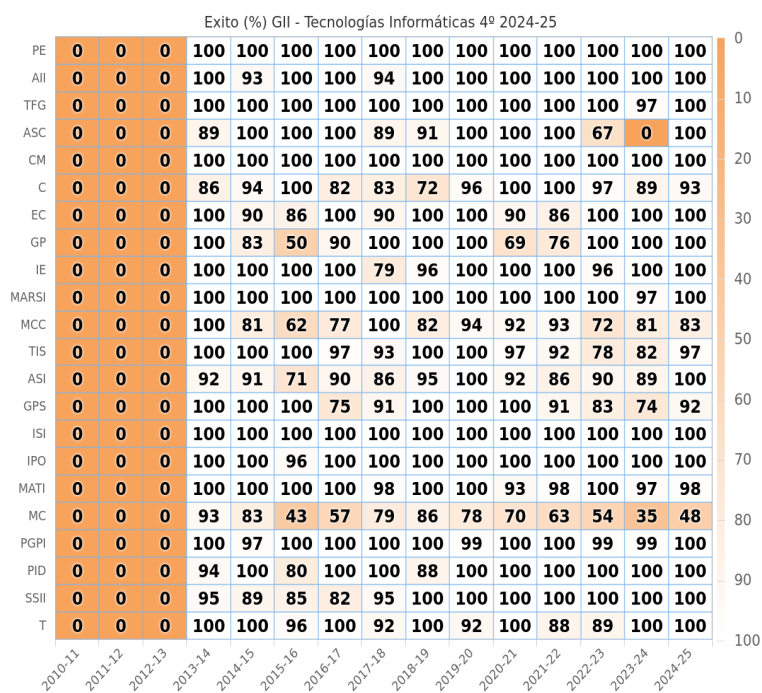 Exito (%) GII - Tecnologías Informáticas 4º 2024-25
PE 0 0 0 100 100 100 100 100 100 100 100 100 100 100 100
AII 0 0 0 100 93 100 100 94 100 100 100 100 100 100 100
TFG 0 0 0 100 100 100 100 100 100 100 100 100 100 97 100
ASC 0 0 0 89 100 100 100 89 91 100 100 100 67 0 100
CM 0 0 0 100 100 100 100 100 100 100 100 100 100 100 100
C 0 0 0 86 94 100 82 83 72 96 100 100 97 89 93
EC 0 0 0 100 90 86 100 90 100 100 90 86 100 100 100
GP 0 0 0 100 83 50 90 100 100 100 69 76 100 100 100
IE 0 0 0 100 100 100 100 79 96 100 100 100 96 100 100
MARSI 0 0 0 100 100 100 100 100 100 100 100 100 100 97 100
MCC 0 0 0 100 81 62 77 100 82 94 92 93 72 81 83
TIS 0 0 0 100 100 100 97 93 100 100 97 92 78 82 97
ASI 0 0 0 92 91 71 90 86 95 100 92 86 90 89 100
GPS 0 0 0 100 100 100 75 91 100 100 100 91 83 74 92
ISI 0 0 0 100 100 100 100 100 100 100 100 100 100 100 100
IPO 0 0 0 100 100 96 100 100 100 100 100 100 100 100 100
MATI 0 0 0 100 100 100 100 98 100 100 93 98 100 97 98
MC 0 0 0 93 83 43 57 79 86 78 70 63 54 35 48
PGPI 0 0 0 100 97 100 100 100 100 99 100 100 99 99 100
PID 0 0 0 94 100 80 100 100 88 100 100 100 100 100 100
SSII 0 0 0 95 89 85 82 95 100 100 100 100 100 100 100
T 0 0 0 100 100 96 100 92 100 92 100 88 89 100 100
2010-11 2011-12 2012-13 2013-14 2014-15 2015-16 2016-17 2017-18 2018-19 2019-20 2020-21 2021-22 2022-23 2023-24 2024-25
0
10
20
30
40
50
60
70
80
90
100